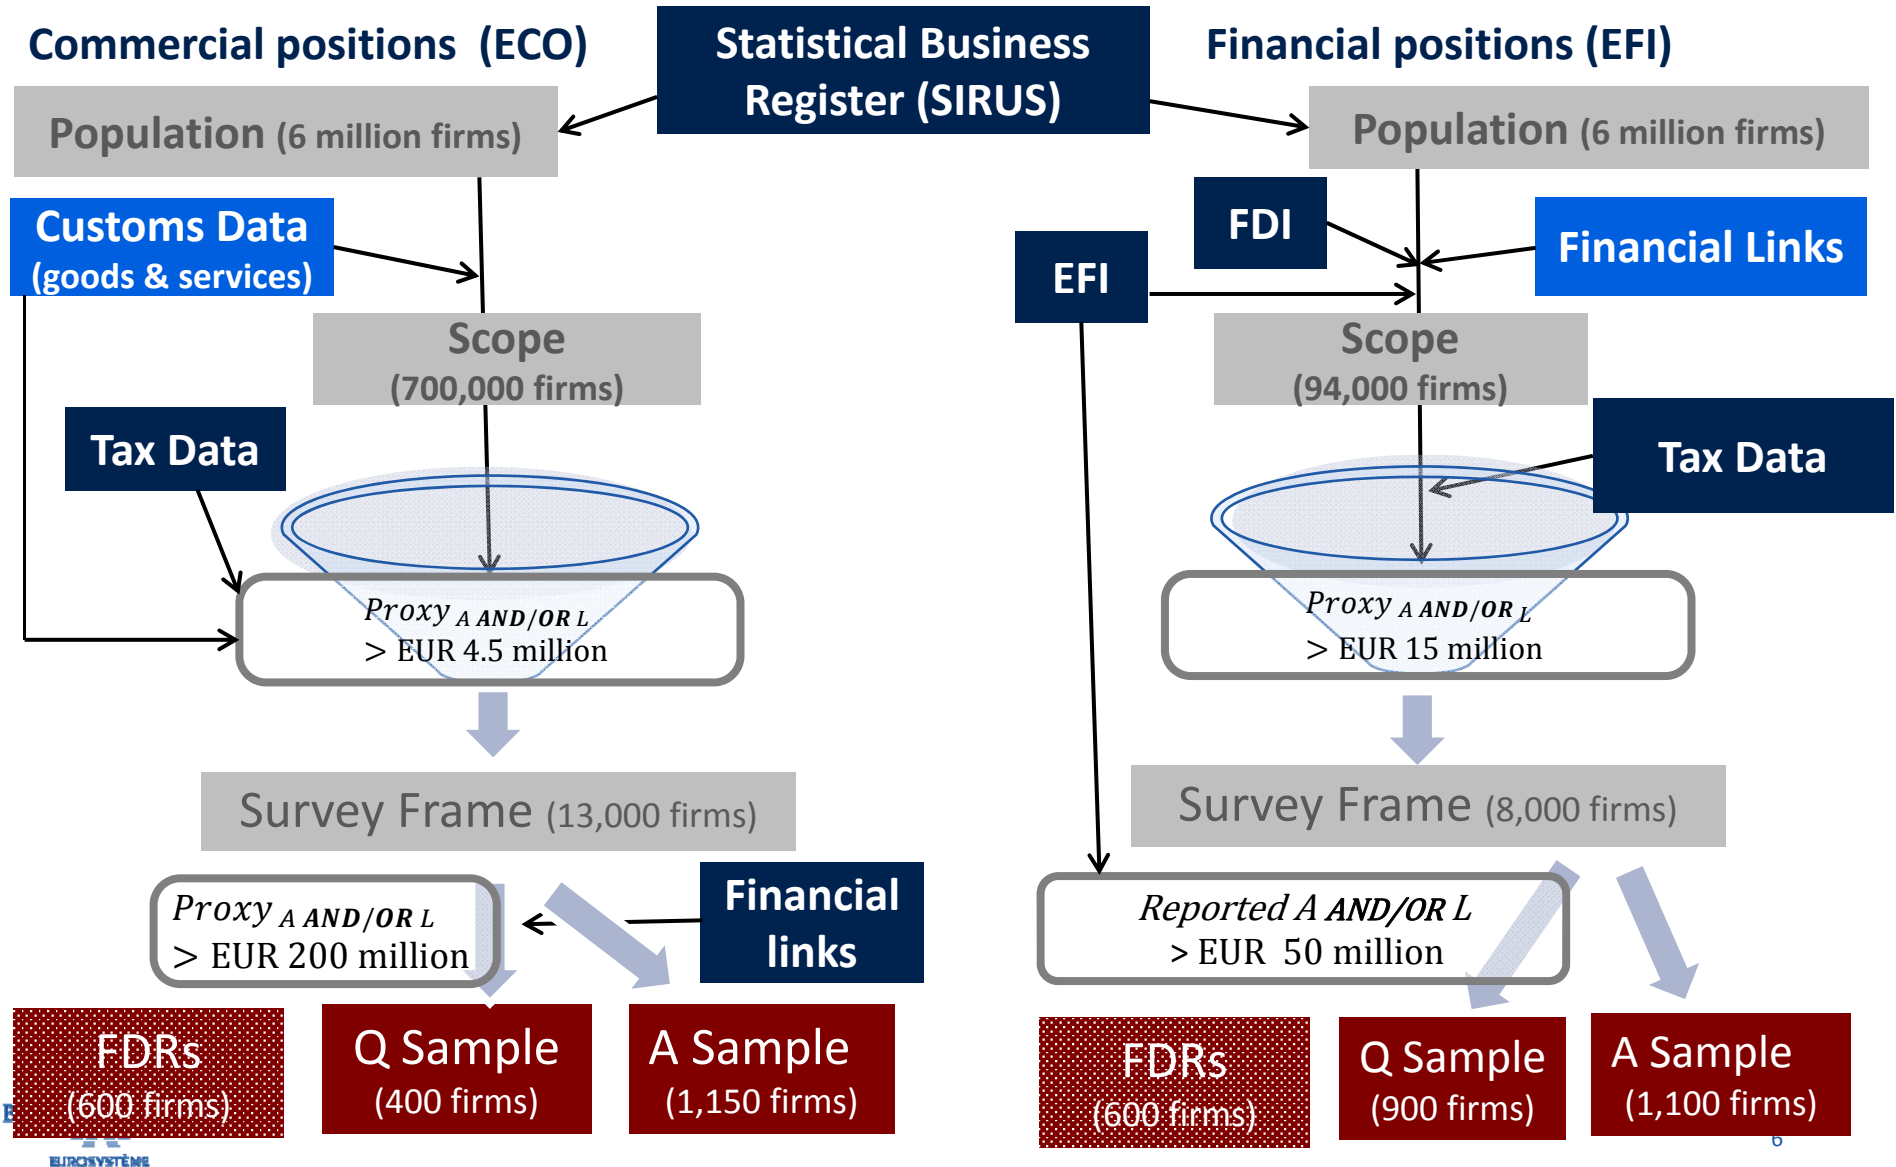 Commercial positions (ECO)
Statistical Business
Register (SIRUS)
Financial positions (EFI)
Population (6 million firms)
Population (6 million firms)
Customs Data
(goods & services)
FDI
Financial Links
EFI
Scope
(700,000 firms)
Scope
(94,000 firms)
Tax Data
Tax Data
Proxy A AND/OR L
> EUR 4.5 million
Proxy A AND/OR L
> EUR 15 million
Survey Frame (13,000 firms)
Survey Frame (8,000 firms)
Proxy A AND/OR L
> EUR 200 million
Financial
links
Reported A AND/OR L
> EUR 50 million
FDRs
(600 firms)
Q Sample
(400 firms)
A Sample
(1,150 firms)
FDRs
(600 firms)
Q Sample
(900 firms)
A Sample
(1,100 firms)
6
EUROSYSTÈME